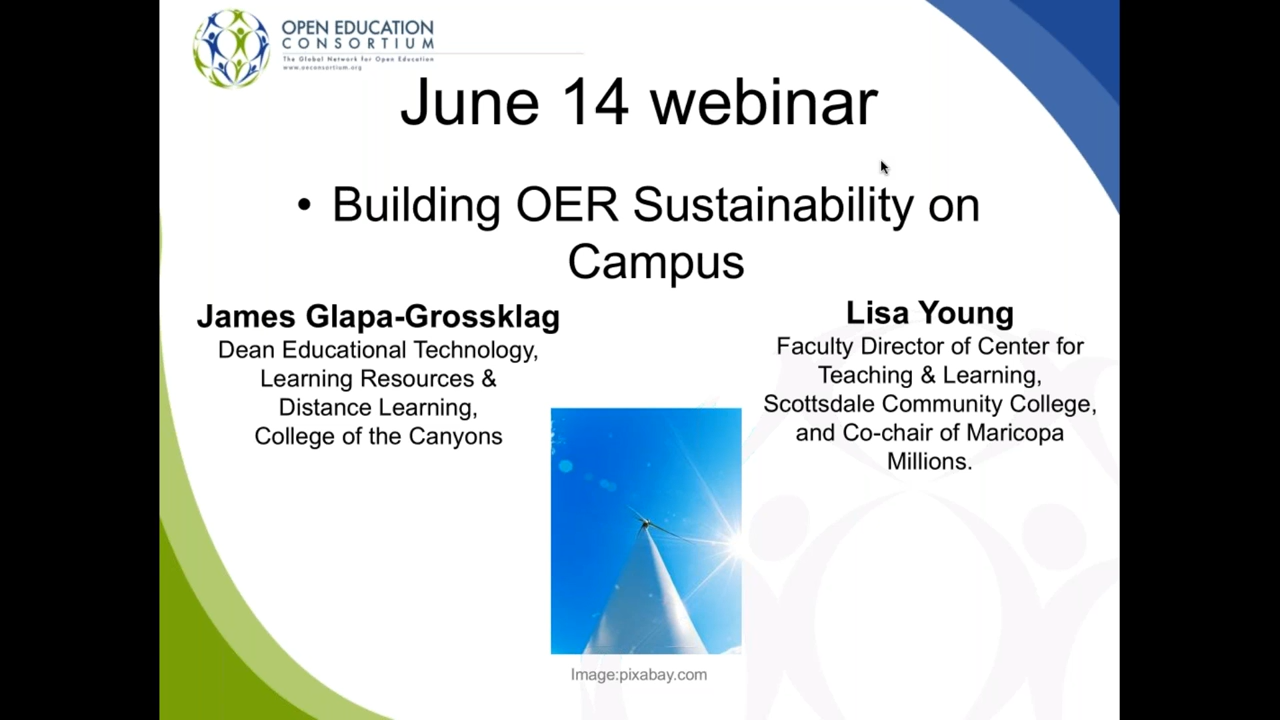 OPEN EDUCATION
CONSORTIUM
The Global Network for Open Education
www.oeconsortium.org
June 14 webinar
• Building OER Sustainability on
Campus
James Glapa-Grossklag
Dean Educational Technology,
Learning Resources &
Distance Learning,
College of the Canyons
Lisa Young
Faculty Director of Center for
Teaching & Learning,
Scottsdale Community College,
and Co-chair of Maricopa
Millions.
Image:pixabay.com